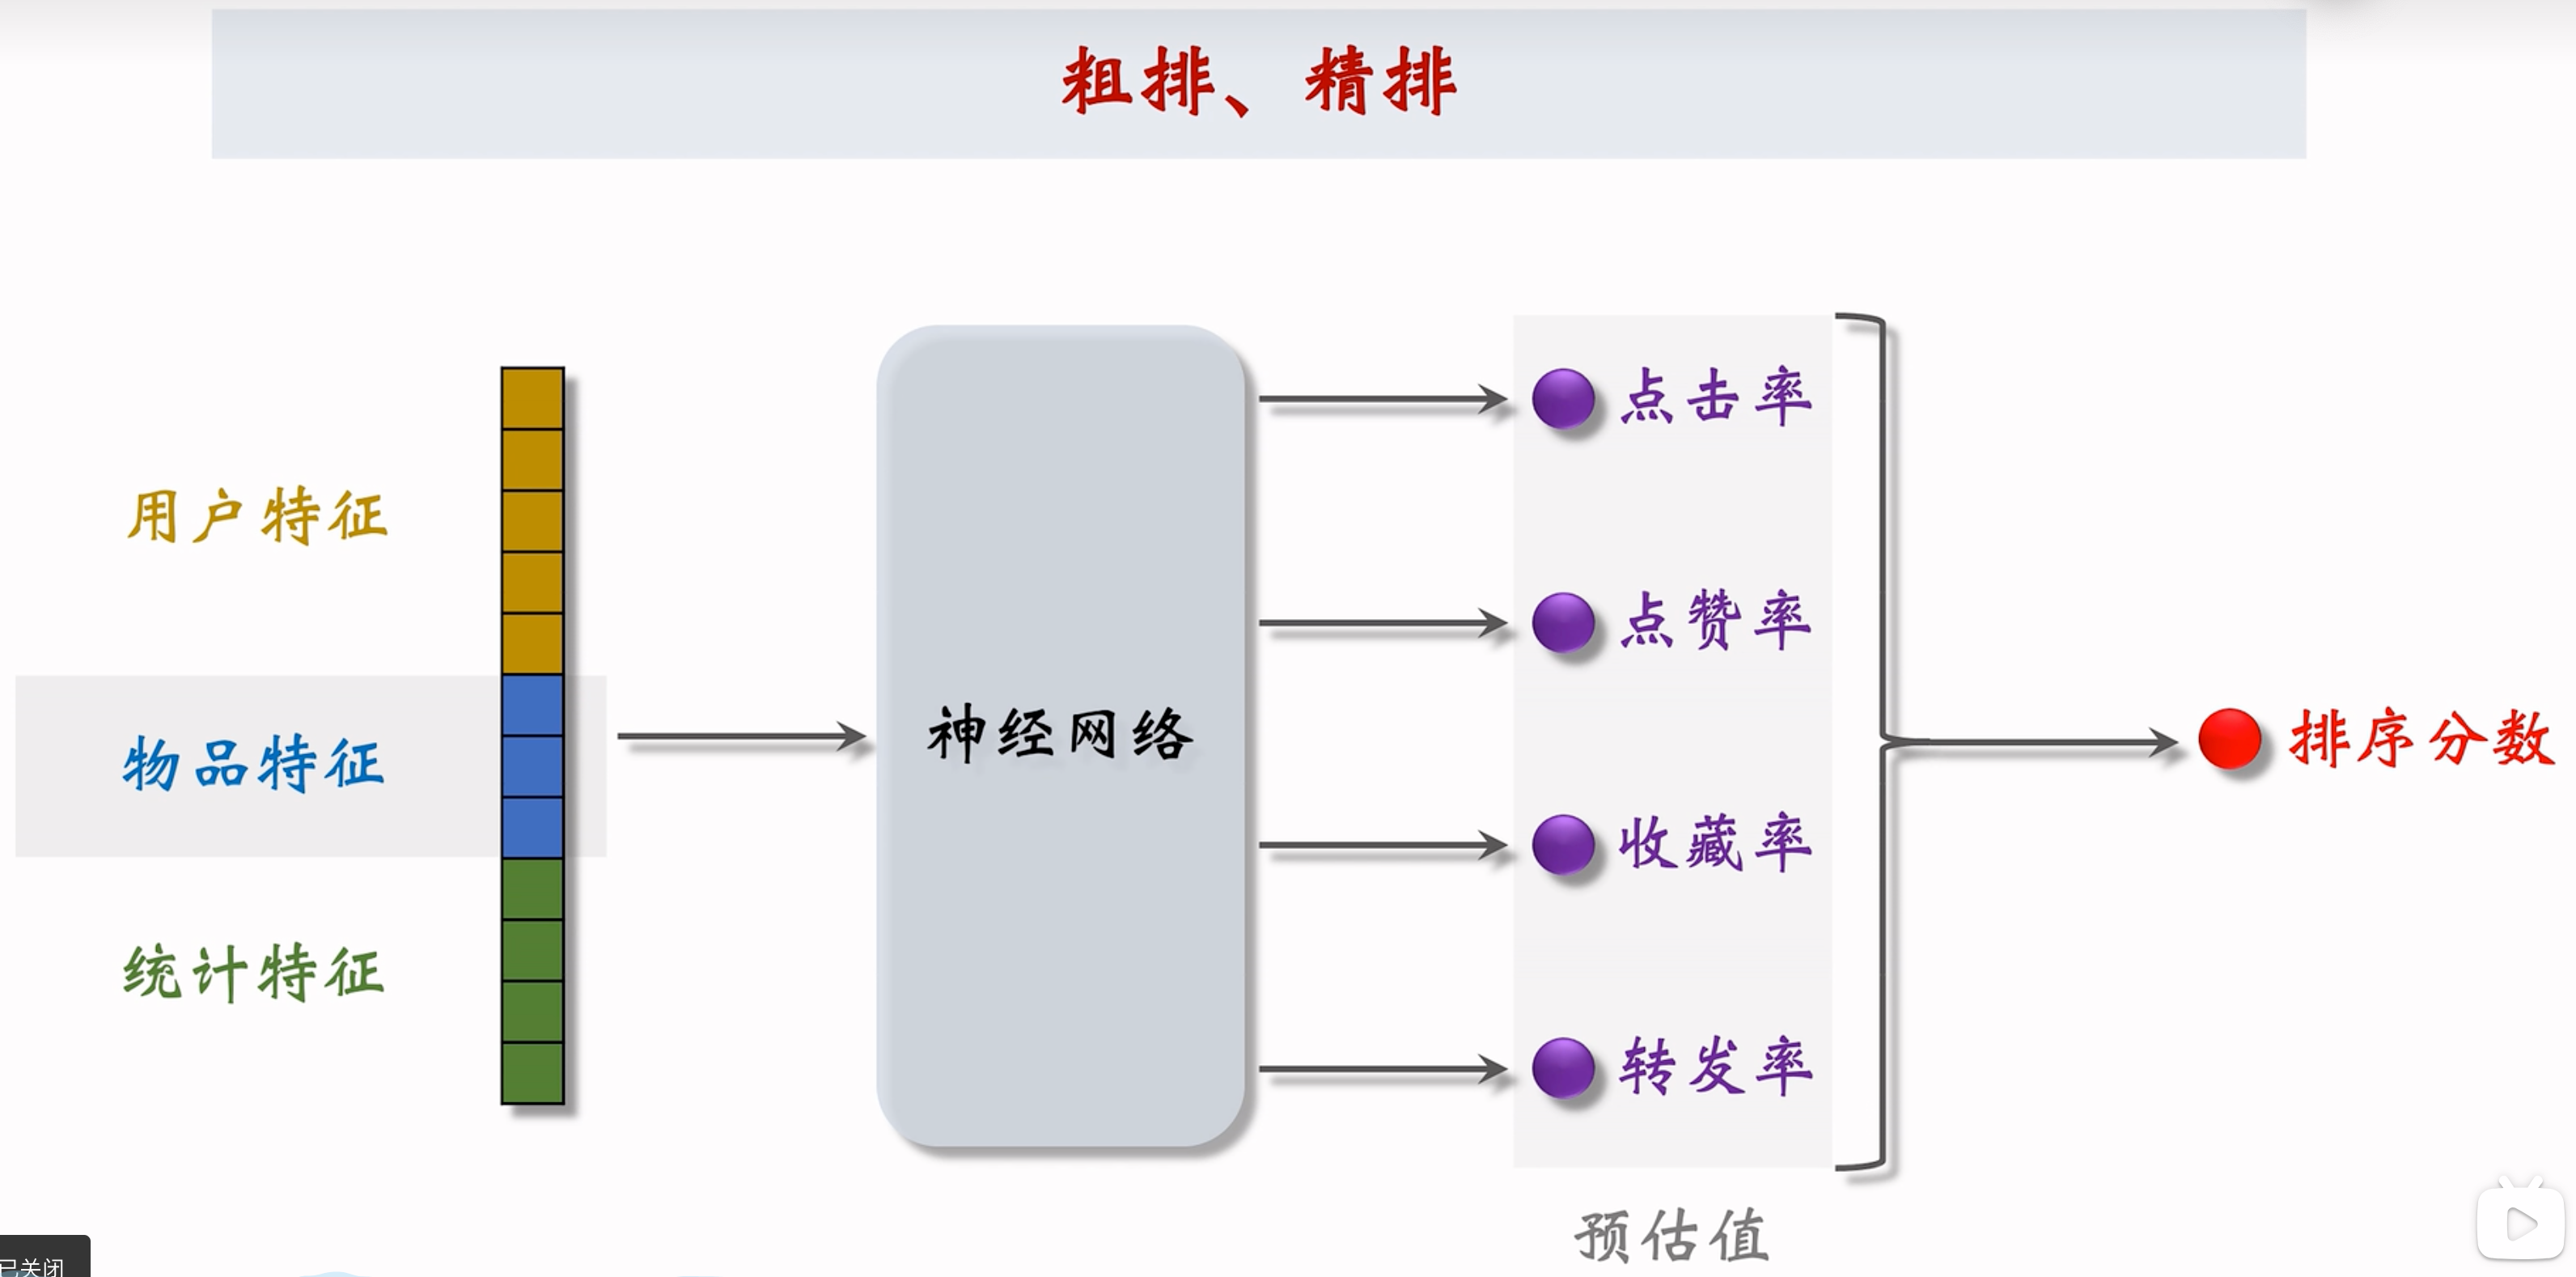 粗排、精排
用户特征
物品特征
统计特征
神经网络
点击率
点赞率
收藏率
转发率
预估值
排序分数
已关闭